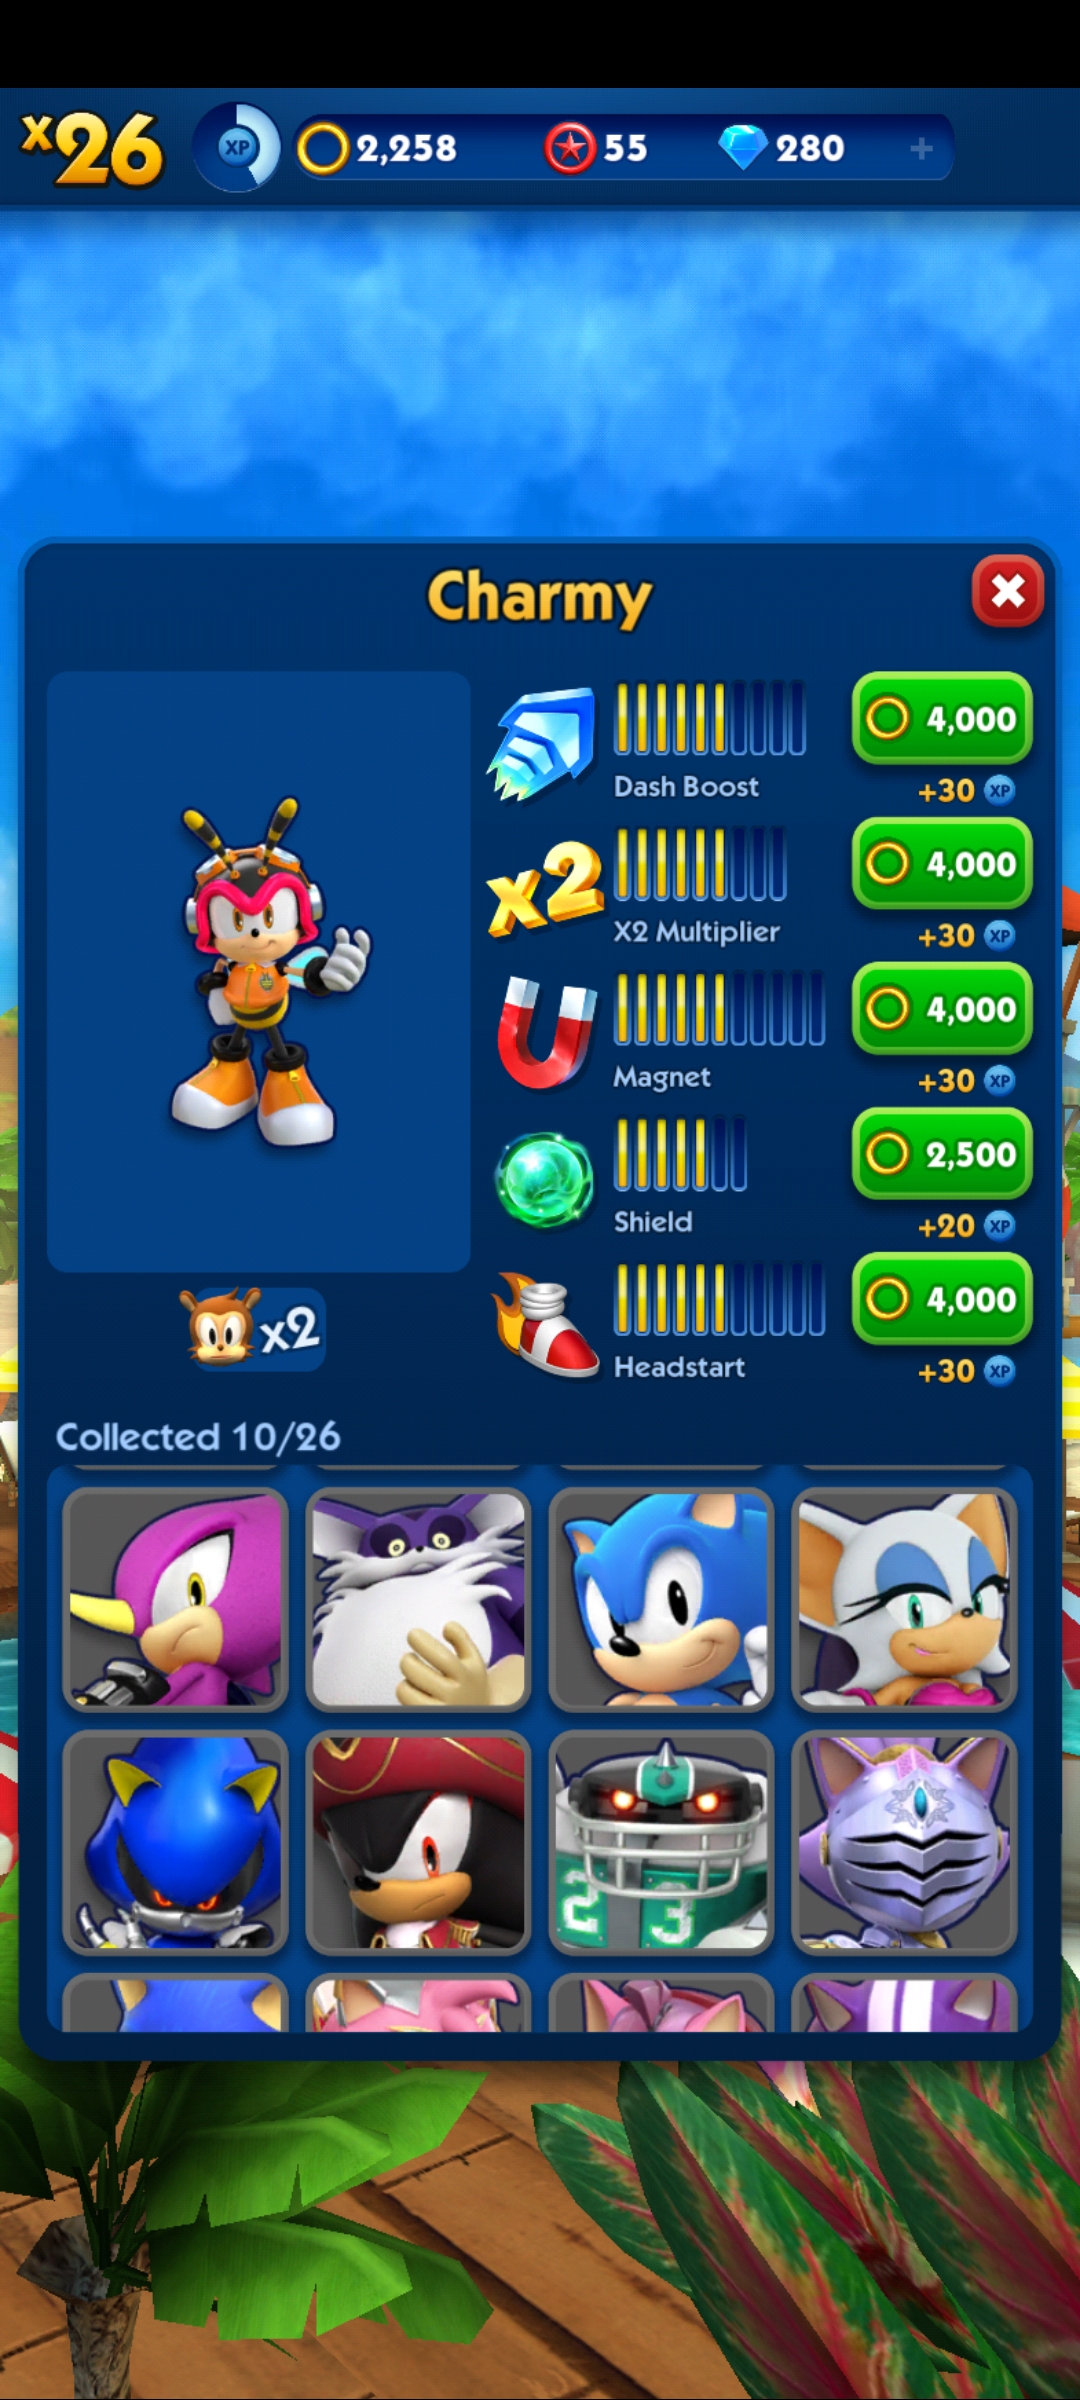 x26 XP 2,258 55 280 +
Charmy
4,000
Dash Boost
+30 XP
x2
4,000
X2 Multiplier
+30 XP
4,000
Magnet
+30 XP
2,500
Shield
+20 XP
4,000
x2
Headstart
+30 XP
Collected 10/26
23